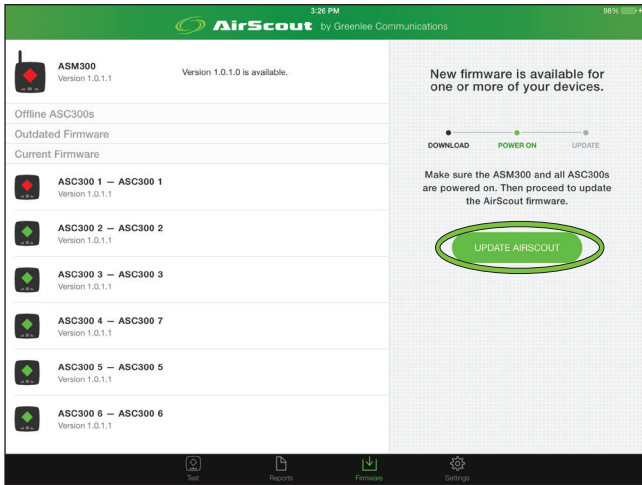 3:26 PM
98%
AirScout by Greenlee Communications
ASM300
Version 1.0.1.1
Version 1.0.1.0 is available.
Offline ASC300s
Outdated Firmware
Current Firmware
ASC300 1 — ASC300 1
Version 1.0.1.1
ASC300 2 — ASC300 2
Version 1.0.1.1
ASC300 3 — ASC300 3
Version 1.0.1.1
ASC300 4 — ASC300 7
Version 1.0.1.1
ASC300 5 — ASC300 5
Version 1.0.1.1
ASC300 6 — ASC300 6
Version 1.0.1.1
New firmware is available for
one or more of your devices.
DOWNLOAD POWER ON UPDATE
Make sure the ASM300 and all ASC300s
are powered on. Then proceed to update
the AirScout firmware.
UPDATE AIRSCOUT
Test Reports Firmware Settings